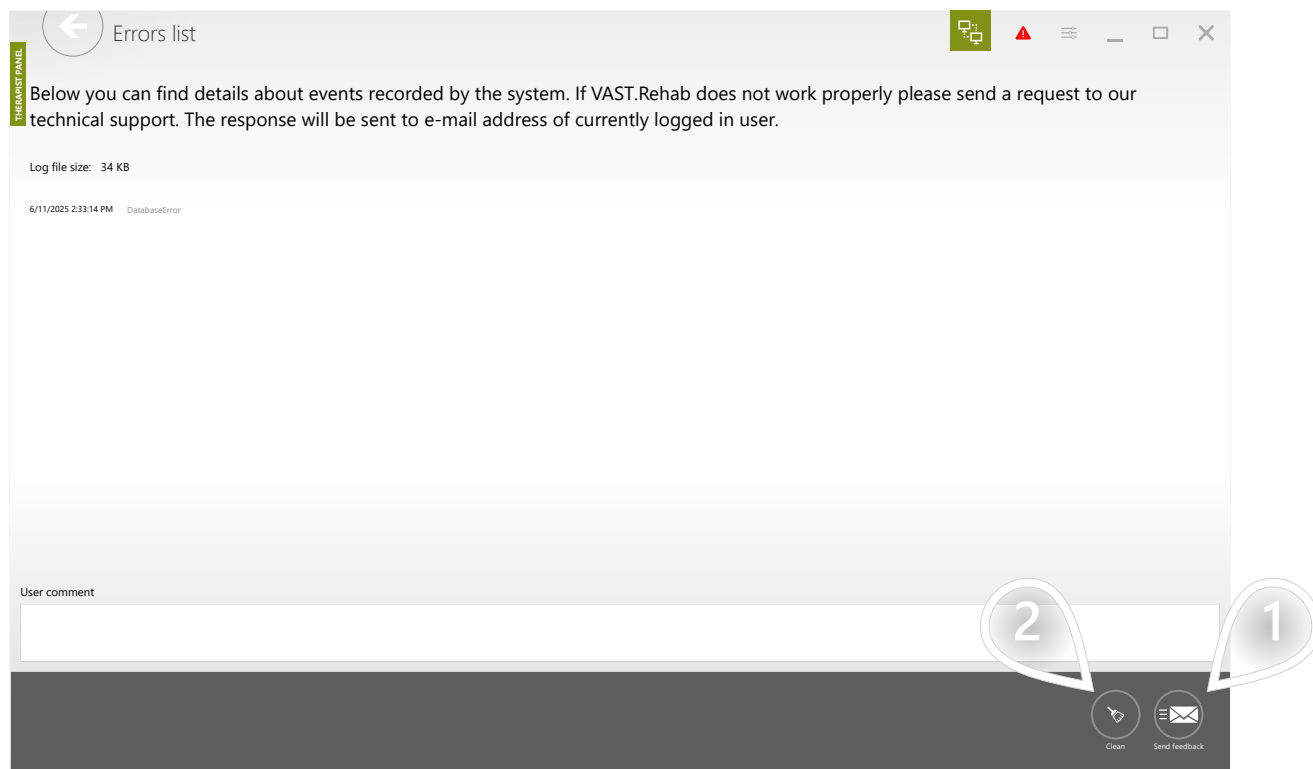 Errors list
THERAPIST PANEL
Below you can find details about events recorded by the system. If VAST.Rehab does not work properly please send a request to our
technical support. The response will be sent to e-mail address of currently logged in user.
Log file size: 34 KB
6/11/2025 2:33:14 PM DatabaseError
User comment
2
1
Clean
Send feedback